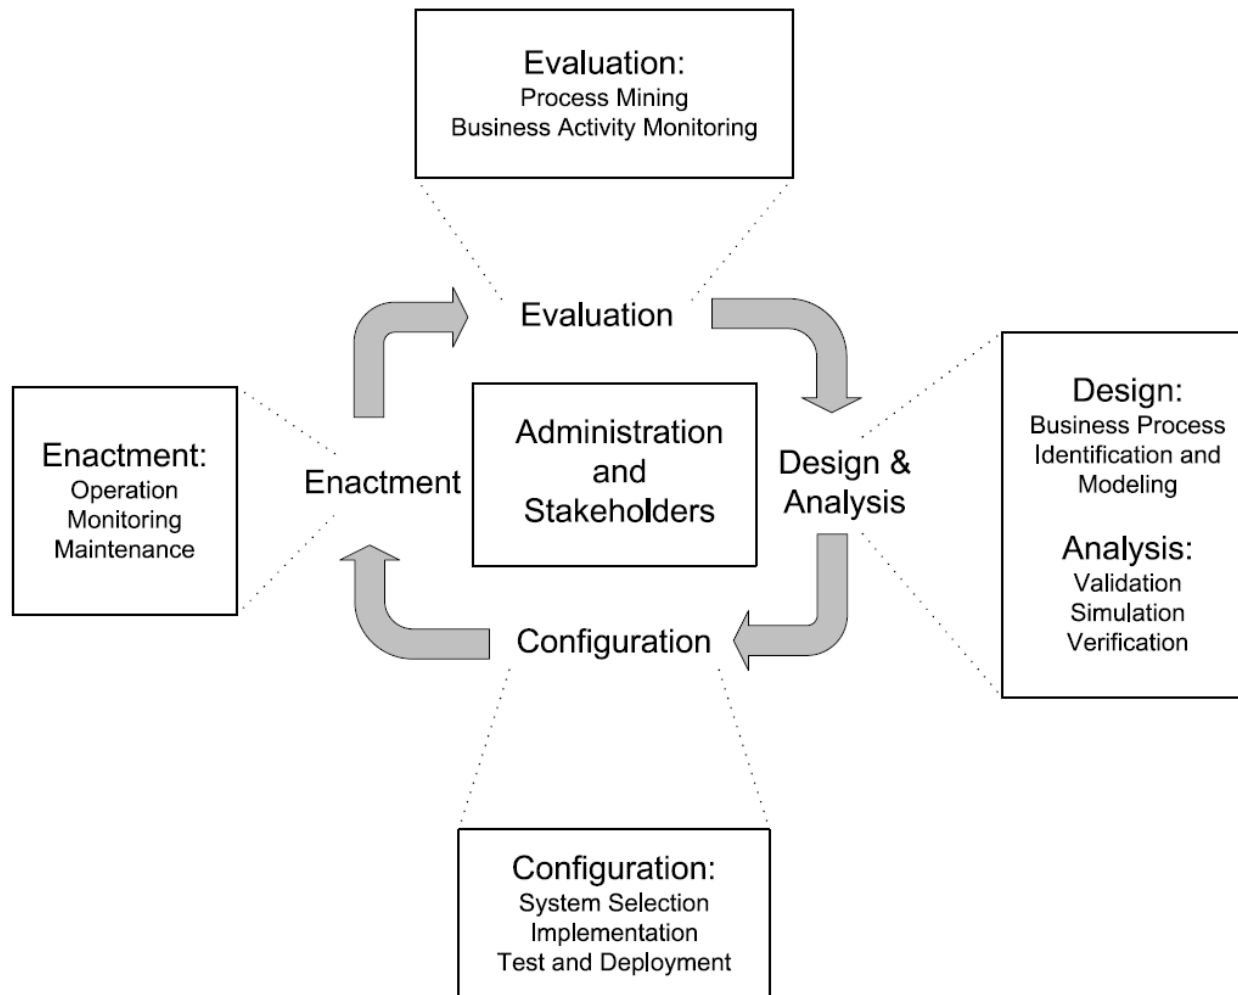 Evaluation:
Process Mining
Business Activity Monitoring
Evaluation
Administration
and
Stakeholders
Design &
Analysis
Design:
Business Process
Identification and
Modeling
Analysis:
Validation
Simulation
Verification
Enactment:
Operation
Monitoring
Maintenance
Enactment
Configuration
Configuration:
System Selection
Implementation
Test and Deployment